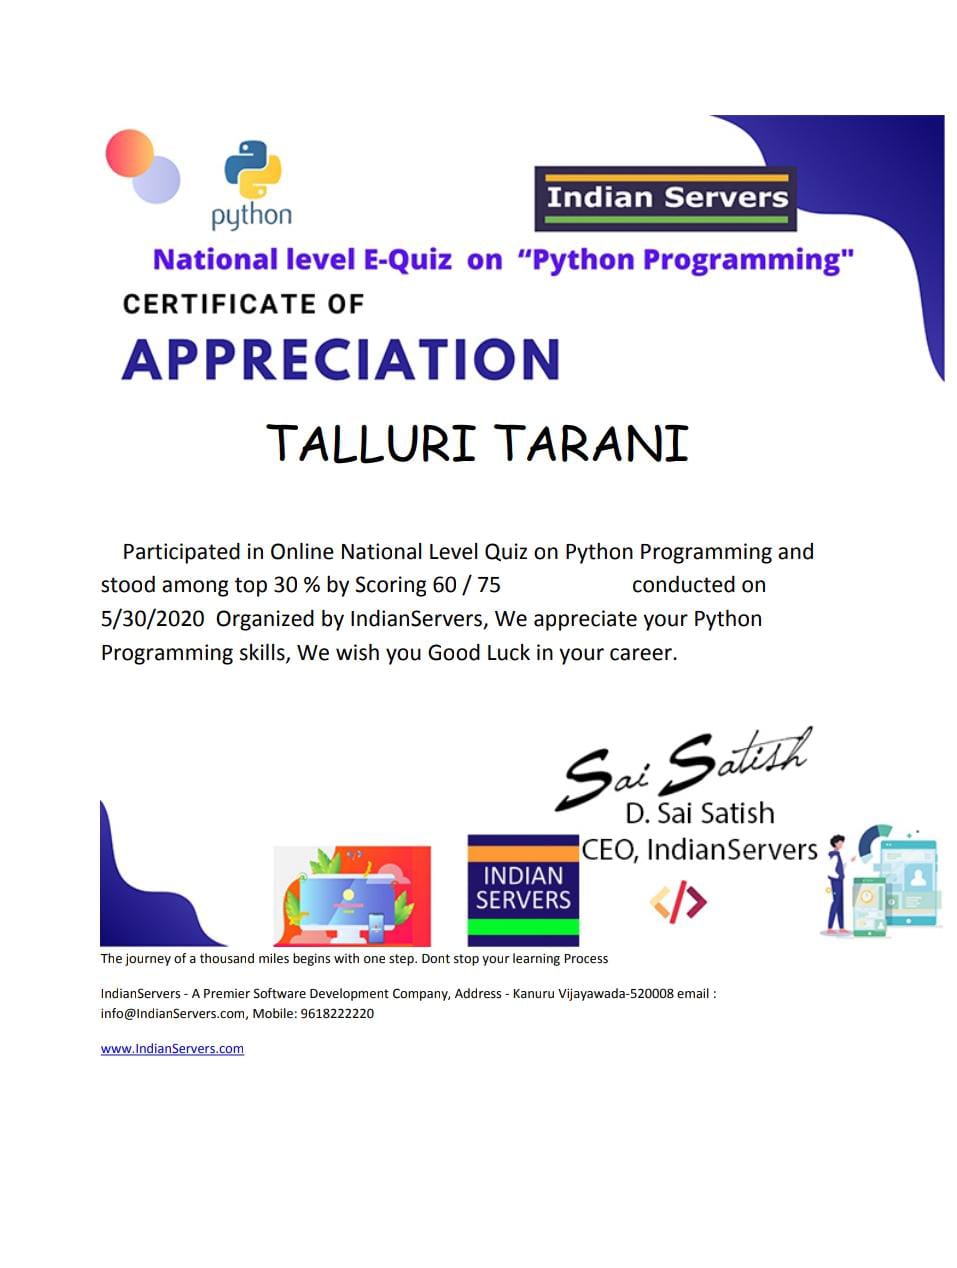 python
Indian Servers
National level E-Quiz on “Python Programming"
CERTIFICATE OF
APPRECIATION
TALLURI TARANI
Participated in Online National Level Quiz on Python Programming and
stood among top 30 % by Scoring 60 / 75 conducted on
5/30/2020 Organized by IndianServers, We appreciate your Python
Programming skills, We wish you Good Luck in your career.
Sai Satish
D. Sai Satish
CEO, IndianServers
INDIAN
SERVERS
</>
The journey of a thousand miles begins with one step. Dont stop your learning Process
IndianServers - A Premier Software Development Company, Address - Kanuru Vijayawada-520008 email :
info@IndianServers.com, Mobile: 9618222220
www.IndianServers.com